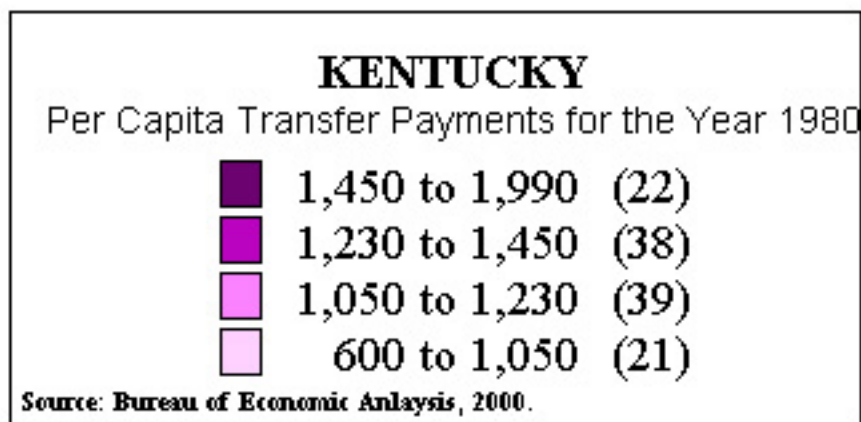 KENTUCKY
Per Capita Transfer Payments for the Year 1980
1,450 to 1,990 (22)
1,230 to 1,450 (38)
1,050 to 1,230 (39)
600 to 1,050 (21)
Source: Bureau of Economic Anlaysis, 2000.